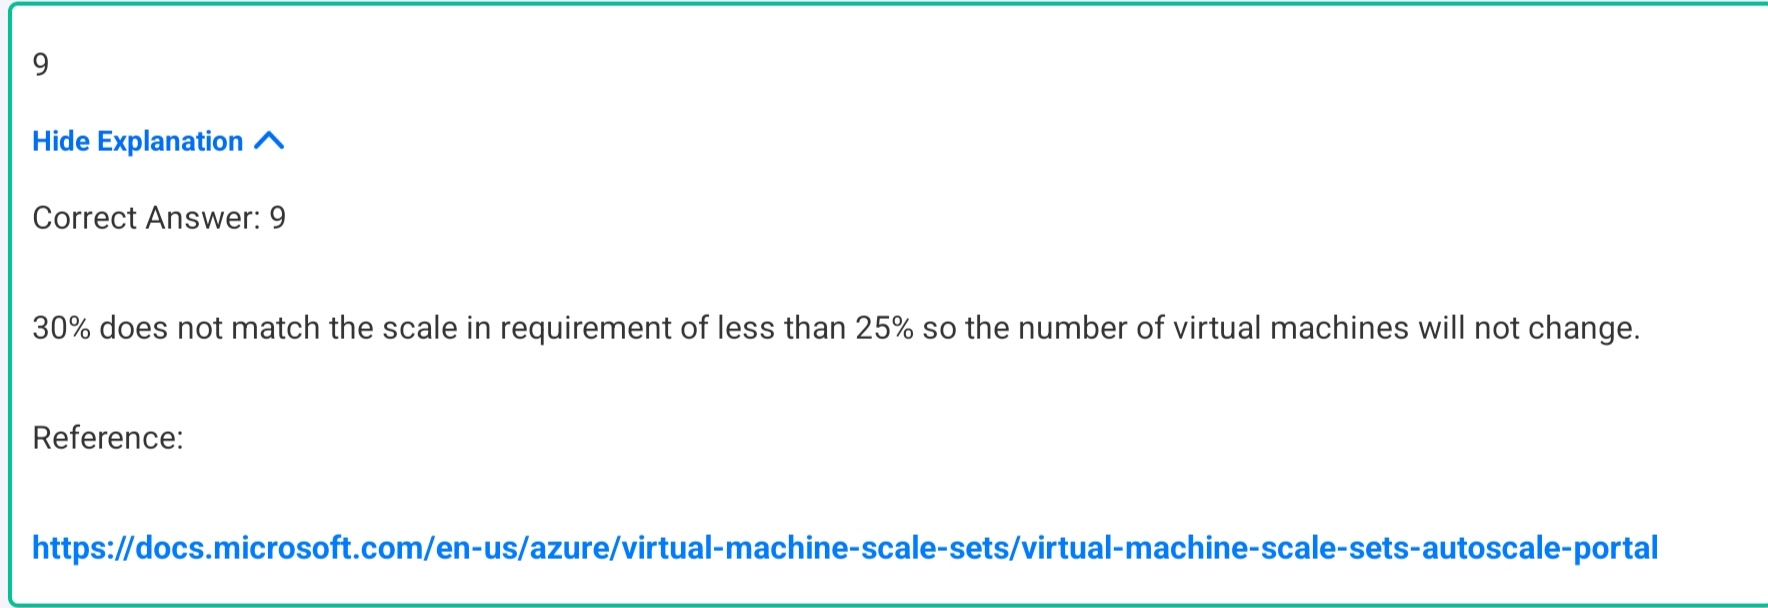 9
Hide Explanation
Correct Answer: 9
30% does not match the scale in requirement of less than 25% so the number of virtual machines will not change.
Reference:
https://docs.microsoft.com/en-us/azure/virtual-machine-scale-sets/virtual-machine-scale-sets-autoscale-portal